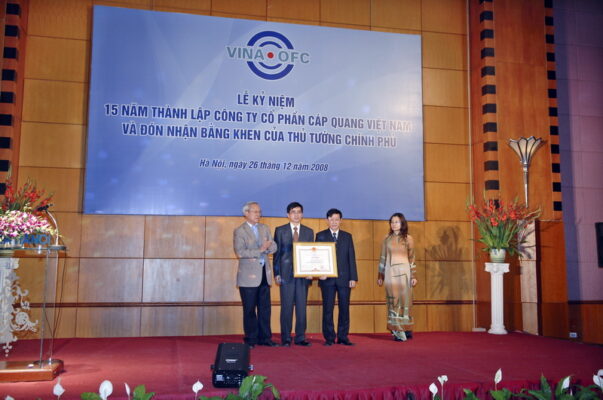 VINA OFC
LỄ KỶ NIỆM
15 NĂM THÀNH LẬP CÔNG TY CỔ PHẦN CÁP QUANG VIỆT NAM
VÀ ĐÓN NHẬN BẰNG KHEN CỦA THỦ TƯỚNG CHÍNH PHỦ
Hà Nội, ngày 26 tháng 12 năm 2008